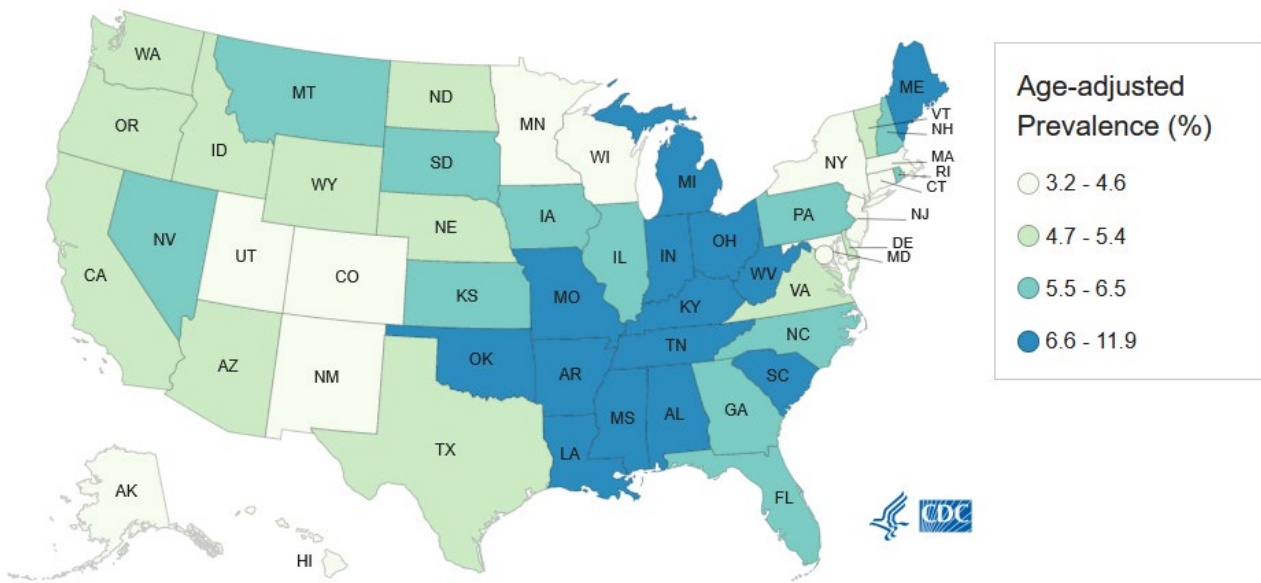 WA
MT
ND
MN
ME
VT
NH
OR
ID
SD
WI
NY
MA
RI
CT
WY
MI
IA
PA
NJ
NE
NV
OH
DE
MD
UT
IL
IN
CA
CO
WV
VA
KS
MO
KY
NC
TN
AZ
NM
OK
AR
SC
MS
AL
GA
TX
LA
AK
FL
HI
CDC
Age-adjusted
Prevalence (%)
3.2 - 4.6
4.7 - 5.4
5.5 - 6.5
6.6 - 11.9